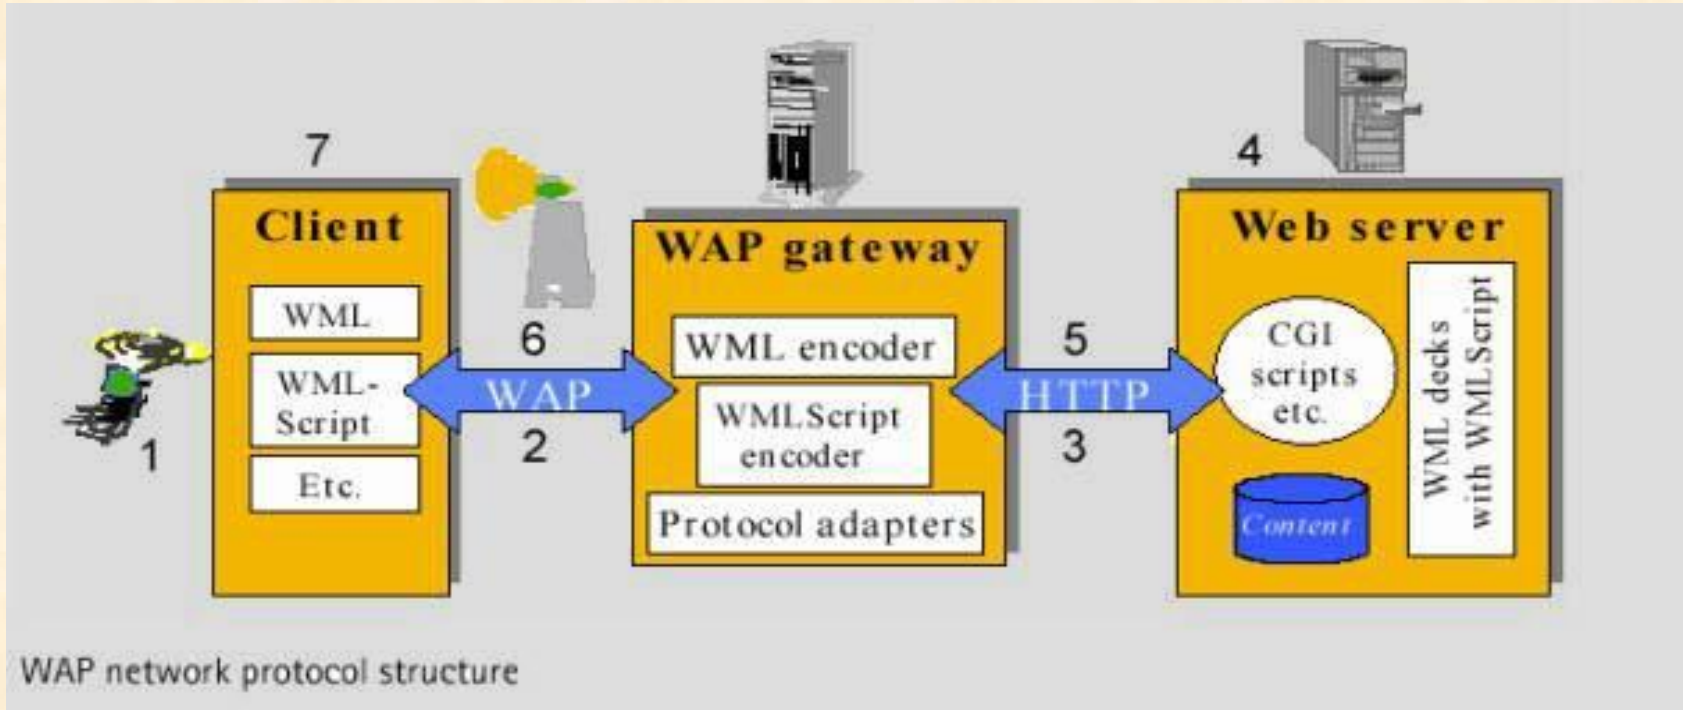 7
4
Client
WML
WML-
Script
Etc.
1
6
WAP
2
WAP gateway
WML encoder
WMLScript
encoder
Protocol adapters
5
HTTP
3
Web server
CGI
scripts
etc.
Content
WML decks
with WMLScript
WAP network protocol structure